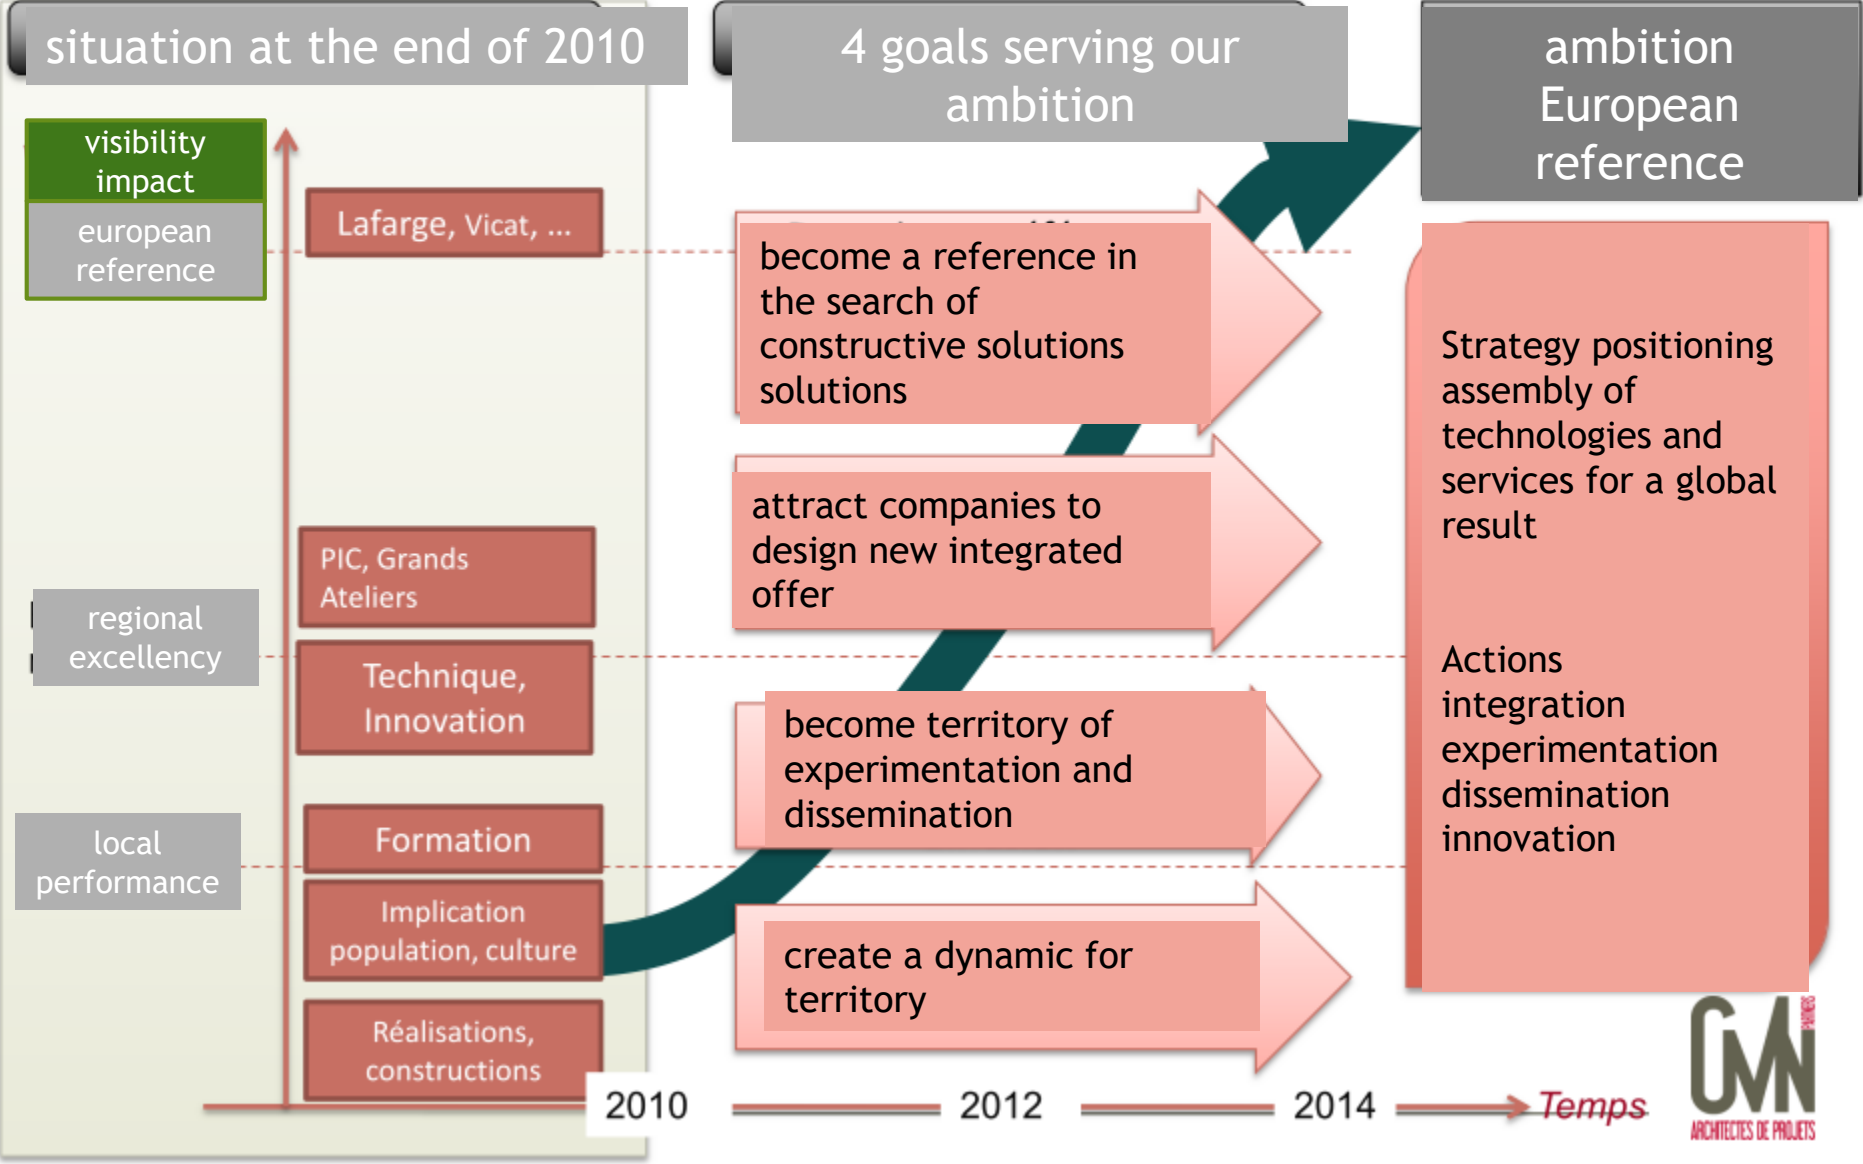 situation at the end of 2010
4 goals serving our
ambition
ambition
European
reference
visibility
impact
european
reference
regional
excellency
local
performance
Lafarge, Vicat, ...
PIC, Grands
Ateliers
Technique,
Innovation
Formation
Implication
population, culture
Réalisations,
constructions
become a reference in
the search of
constructive solutions
solutions
attract companies to
design new integrated
offer
become territory of
experimentation and
dissemination
create a dynamic for
territory
Strategy positioning
assembly of
technologies and
services for a global
result
Actions
integration
experimentation
dissemination
innovation
2010
2012
2014
Temps
GMN
PARTNERS
ARCHITECTES DE PROJETS